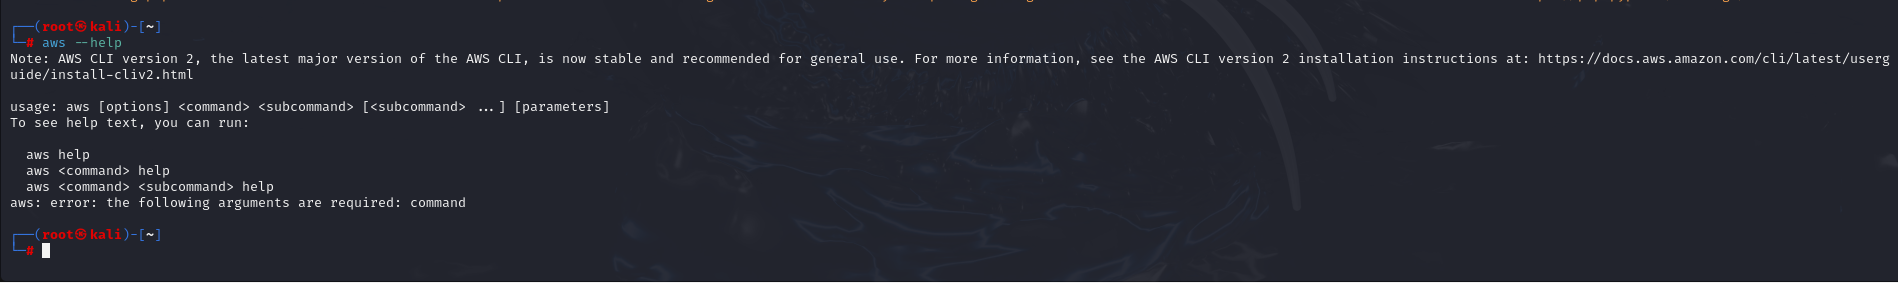 ┌──(root㉿kali)-[~]
└─# aws --help
Note: AWS CLI version 2, the latest major version of the AWS CLI, is now stable and recommended for general use. For more information, see the AWS CLI version 2 installation instructions at: https://docs.aws.amazon.com/cli/latest/userg
uide/install-cliv2.html

usage: aws [options] <command> <subcommand> [<subcommand> ...] [parameters]
To see help text, you can run:

  aws help
  aws <command> help
  aws <command> <subcommand> help
aws: error: the following arguments are required: command

┌──(root㉿kali)-[~]
└─#